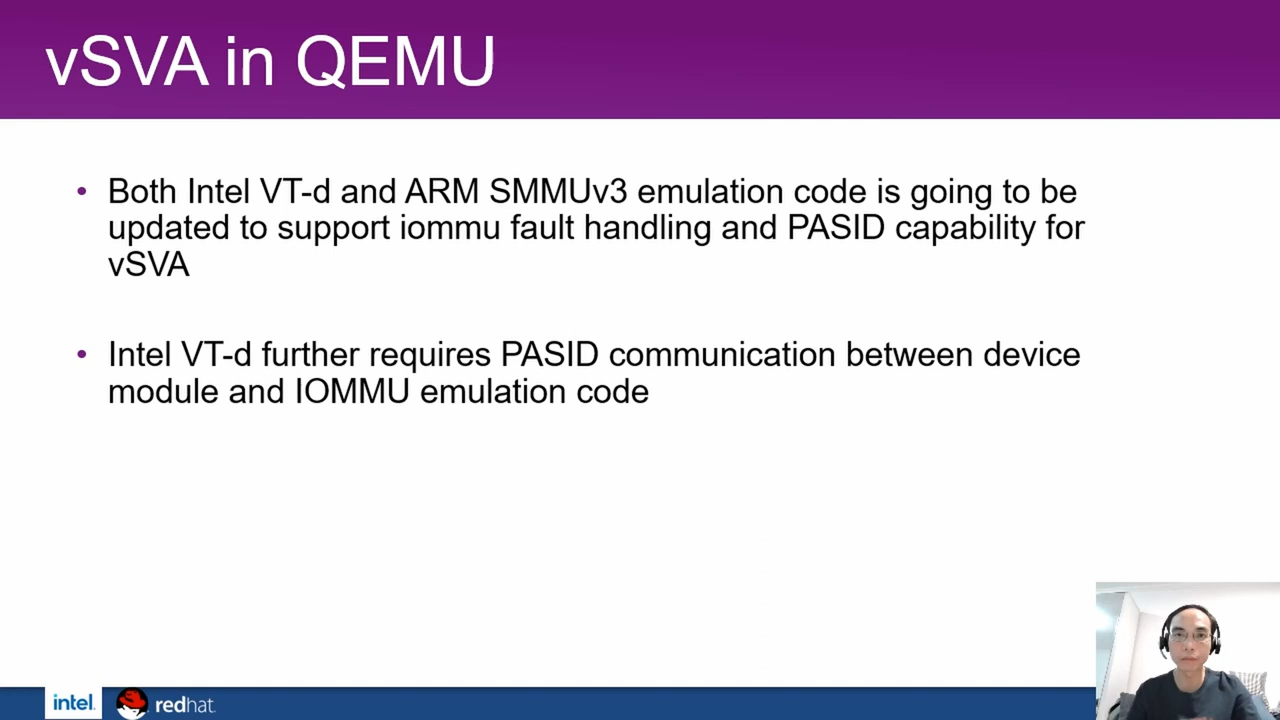 vSVA in QEMU
• Both Intel VT-d and ARM SMMUv3 emulation code is going to be
updated to support iommu fault handling and PASID capability for
vSVA
• Intel VT-d further requires PASID communication between device
module and IOMMU emulation code
intel. redhat.